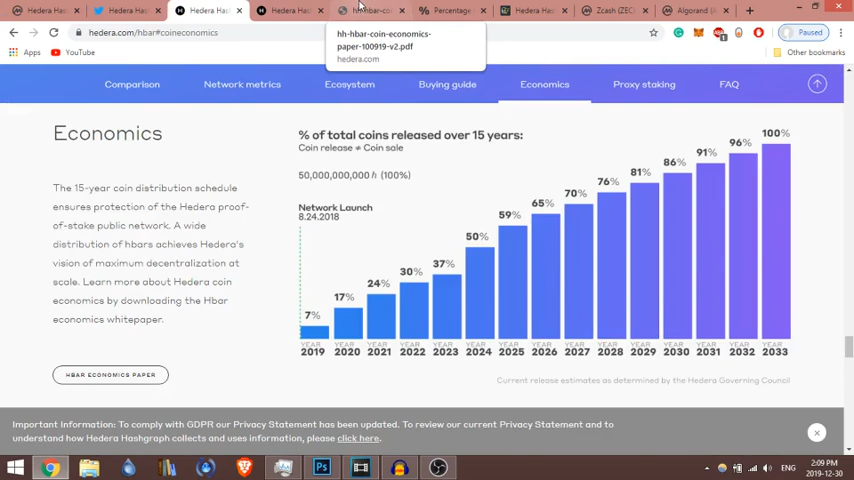 Hedera Has
Hedera Has
Hedera Has
Hedera Has
hh-hbar-co
Percentage
Hedera Has
Zcash (ZEC)
Algorand (A
hedera.com/hbar#coineconomics
Paused
hh-hbar-coin-economics-
paper-100919-v2.pdf
hedera.com
Apps
YouTube
Other bookmarks
Comparison
Network metrics
Ecosystem
Buying guide
Economics
Proxy staking
FAQ
Economics
The 15-year coin distribution schedule
ensures protection of the Hedera proof-
of-stake public network. A wide
distribution of hbars achieves Hedera's
vision of maximum decentralization at
scale. Learn more about Hedera coin
economics by downloading the Hbar
economics whitepaper.
HBAR ECONOMICS PAPER
% of total coins released over 15 years:
Coin release ≠ Coin sale
50,000,000,000 ℏ (100%)
Network Launch
8.24.2018
7%
17%
24%
30%
37%
50%
59%
65%
70%
76%
81%
86%
91%
96%
100%
YEAR 2019
YEAR 2020
YEAR 2021
YEAR 2022
YEAR 2023
YEAR 2024
YEAR 2025
YEAR 2026
YEAR 2027
YEAR 2028
YEAR 2029
YEAR 2030
YEAR 2031
YEAR 2032
YEAR 2033
Current release estimates as determined by the Hedera Governing Council
Important Information: To comply with GDPR our Privacy Statement has been updated. To review our current Privacy Statement and to
understand how Hedera Hashgraph collects and uses information, please click here.
Ps
ENG
2:09 PM
2019-12-30